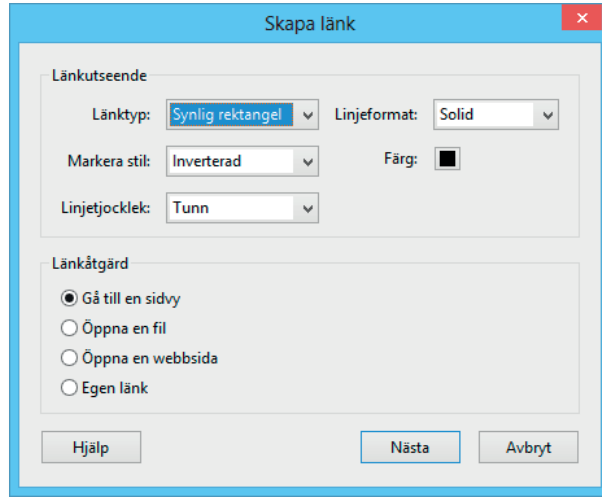 Skapa länk
Länkutseende
Länktyp: Synlig rektangel Linjeformat: Solid
Markera stil: Inverterad Färg:
Linjetjocklek: Tunn
Länkåtgärd
Gå till en sidvy
Öppna en fil
Öppna en webbsida
Egen länk
Hjälp Nästa Avbryt